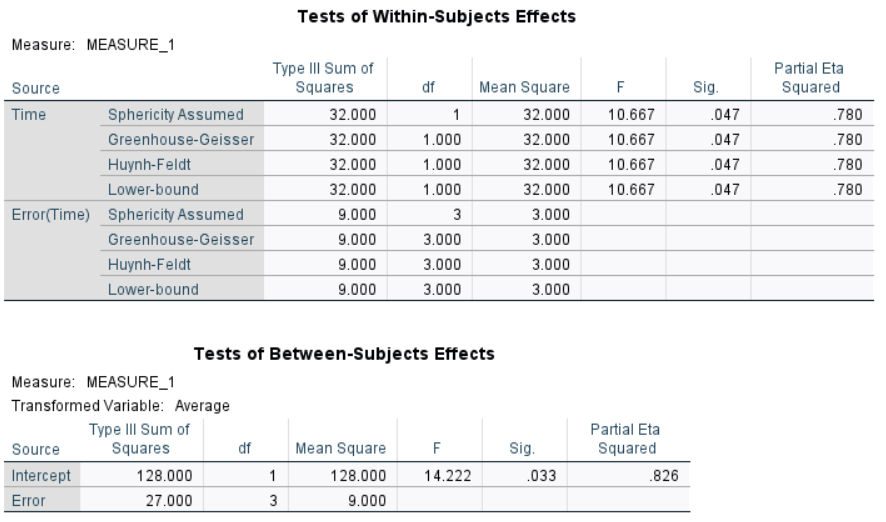 Tests of Within-Subjects Effects
Measure: MEASURE_1
Source Type III Sum of Squares df Mean Square F Sig. Partial Eta Squared
Time Sphericity Assumed 32.000 1 32.000 10.667 .047 .780
Greenhouse-Geisser 32.000 1.000 32.000 10.667 .047 .780
Huynh-Feldt 32.000 1.000 32.000 10.667 .047 .780
Lower-bound 32.000 1.000 32.000 10.667 .047 .780
Error(Time) Sphericity Assumed 9.000 3 3.000
Greenhouse-Geisser 9.000 3.000 3.000
Huynh-Feldt 9.000 3.000 3.000
Lower-bound 9.000 3.000 3.000
Tests of Between-Subjects Effects
Measure: MEASURE_1
Transformed Variable: Average
Source Type III Sum of Squares df Mean Square F Sig. Partial Eta Squared
Intercept 128.000 1 128.000 14.222 .033 .826
Error 27.000 3 9.000